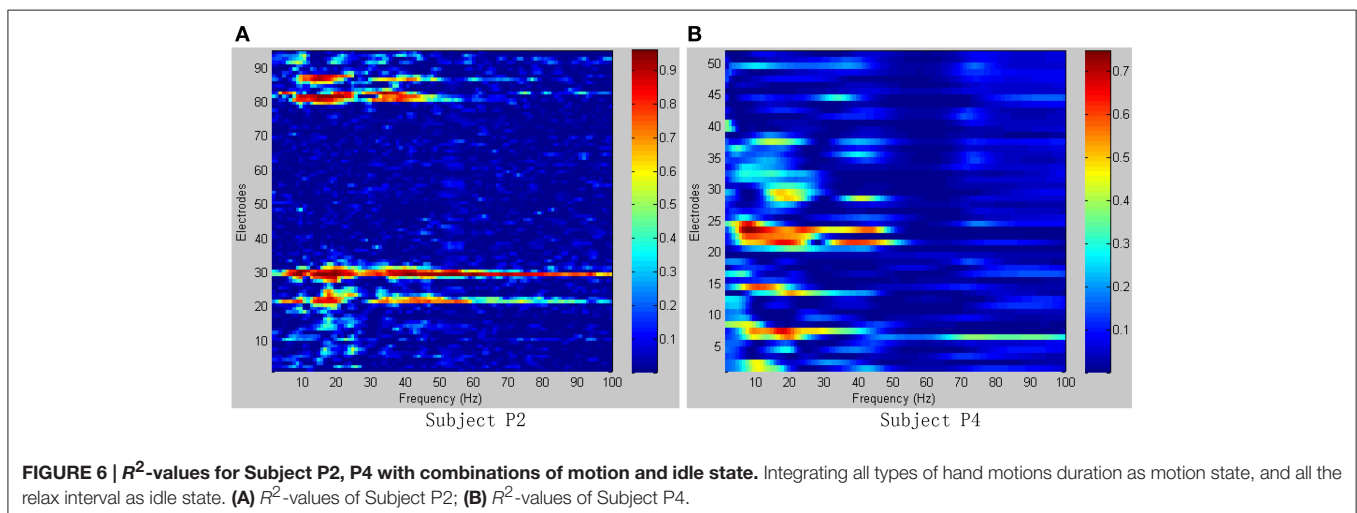 A
B
90
80
70
60
50
40
30
20
10
Electrodes
10 20 30 40 50 60 70 80 90 100
Frequency (Hz)
0.9
0.8
0.7
0.6
0.5
0.4
0.3
0.2
0.1
Subject P2
50
45
40
35
30
25
20
15
10
5
Electrodes
10 20 30 40 50 60 70 80 90 100
Frequency (Hz)
0.7
0.6
0.5
0.4
0.3
0.2
0.1
Subject P4
FIGURE 6 | R²-values for Subject P2, P4 with combinations of motion and idle state. Integrating all types of hand motions duration as motion state, and all the
relax interval as idle state. (A) R²-values of Subject P2; (B) R²-values of Subject P4.